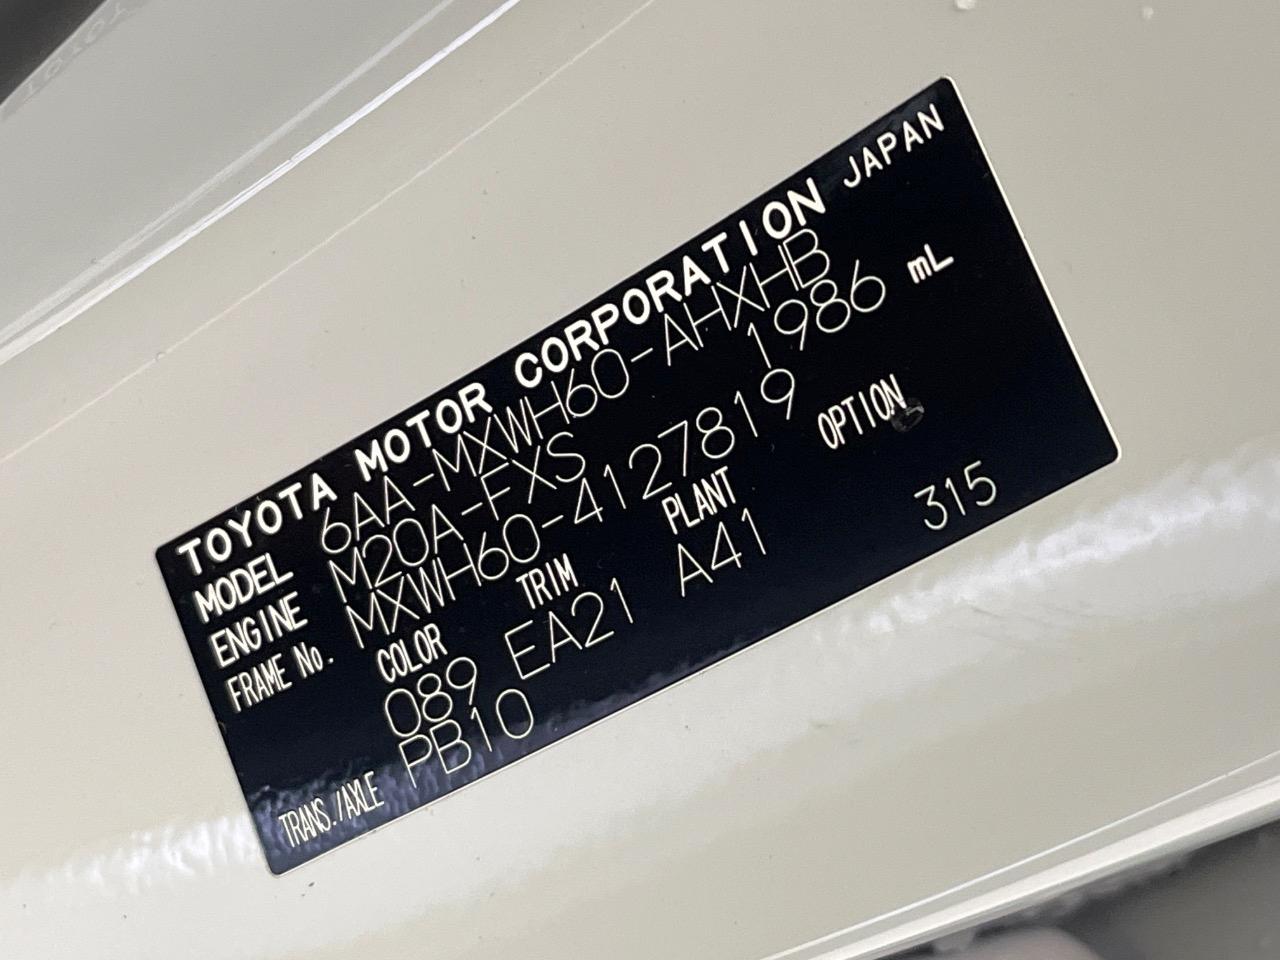 TOYOTA MOTOR CORPORATION JAPAN
MODEL 6AA-MXWH60-AHXHB
ENGINE M20A-FXS 1986 mL
FRAME No. MXWH60-4127819
COLOR TRIM PLANT OPTION
089 EA21 A41 315
TRANS./AXLE PB10